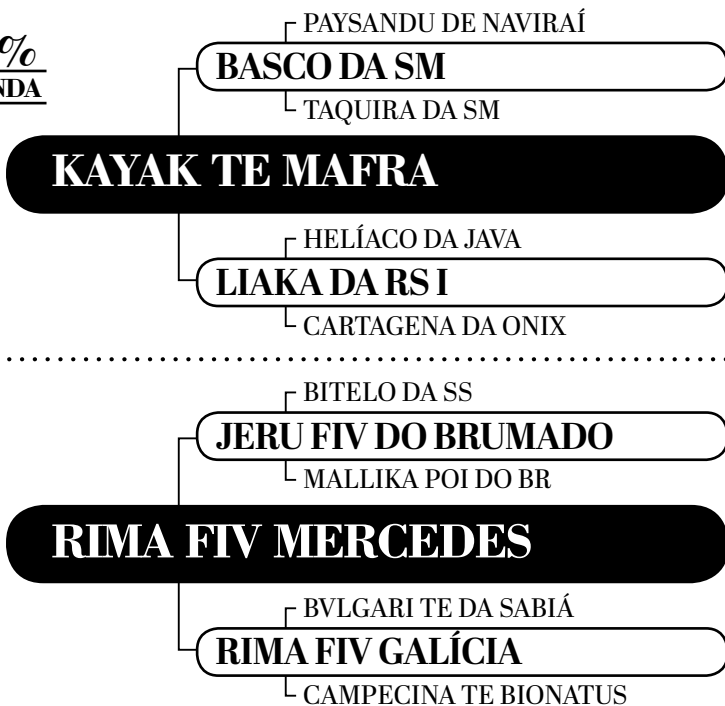 %
NDA
PAYSANDU DE NAVIRAÍ
BASCO DA SM
TAQUIRA DA SM
KAYAK TE MAFRA
HELÍACO DA JAVA
LIAKA DA RS I
CARTAGENA DA ONIX
BITELO DA SS
JERU FIV DO BRUMADO
MALLIKA POI DO BR
RIMA FIV MERCEDES
BVLGARI TE DA SABIÁ
RIMA FIV GALÍCIA
CAMPECINA TE BIONATUS